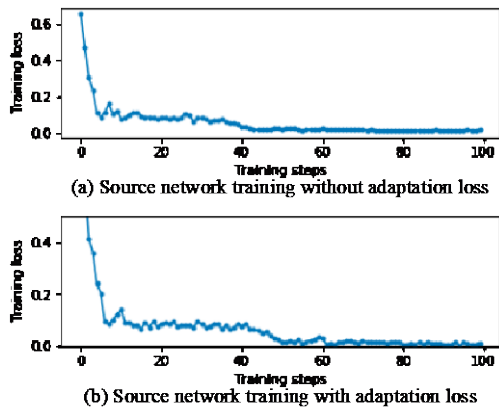 0.6
0.4
0.2
0.0
Training loss
0 20 40 60 80 100
Training steps
(a) Source network training without adaptation loss
0.4
0.2
0.0
Training loss
0 20 40 60 80 100
Training steps
(b) Source network training with adaptation loss